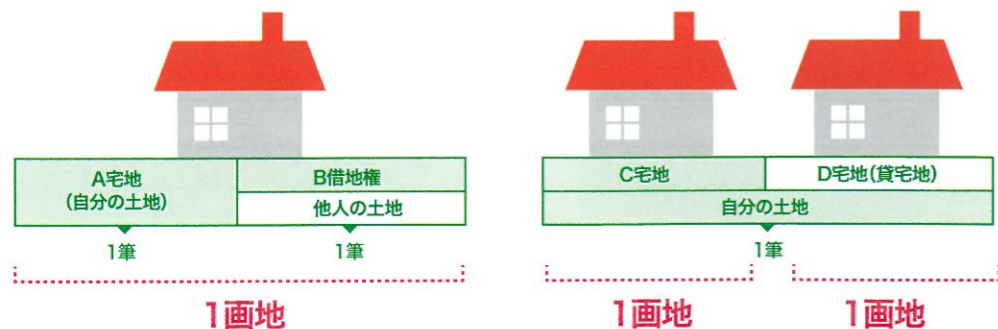 A宅地
(自分の土地)
B借地権
他人の土地
1筆
1筆
1画地
C宅地
D宅地(貸宅地)
自分の土地
1筆
1画地
1画地